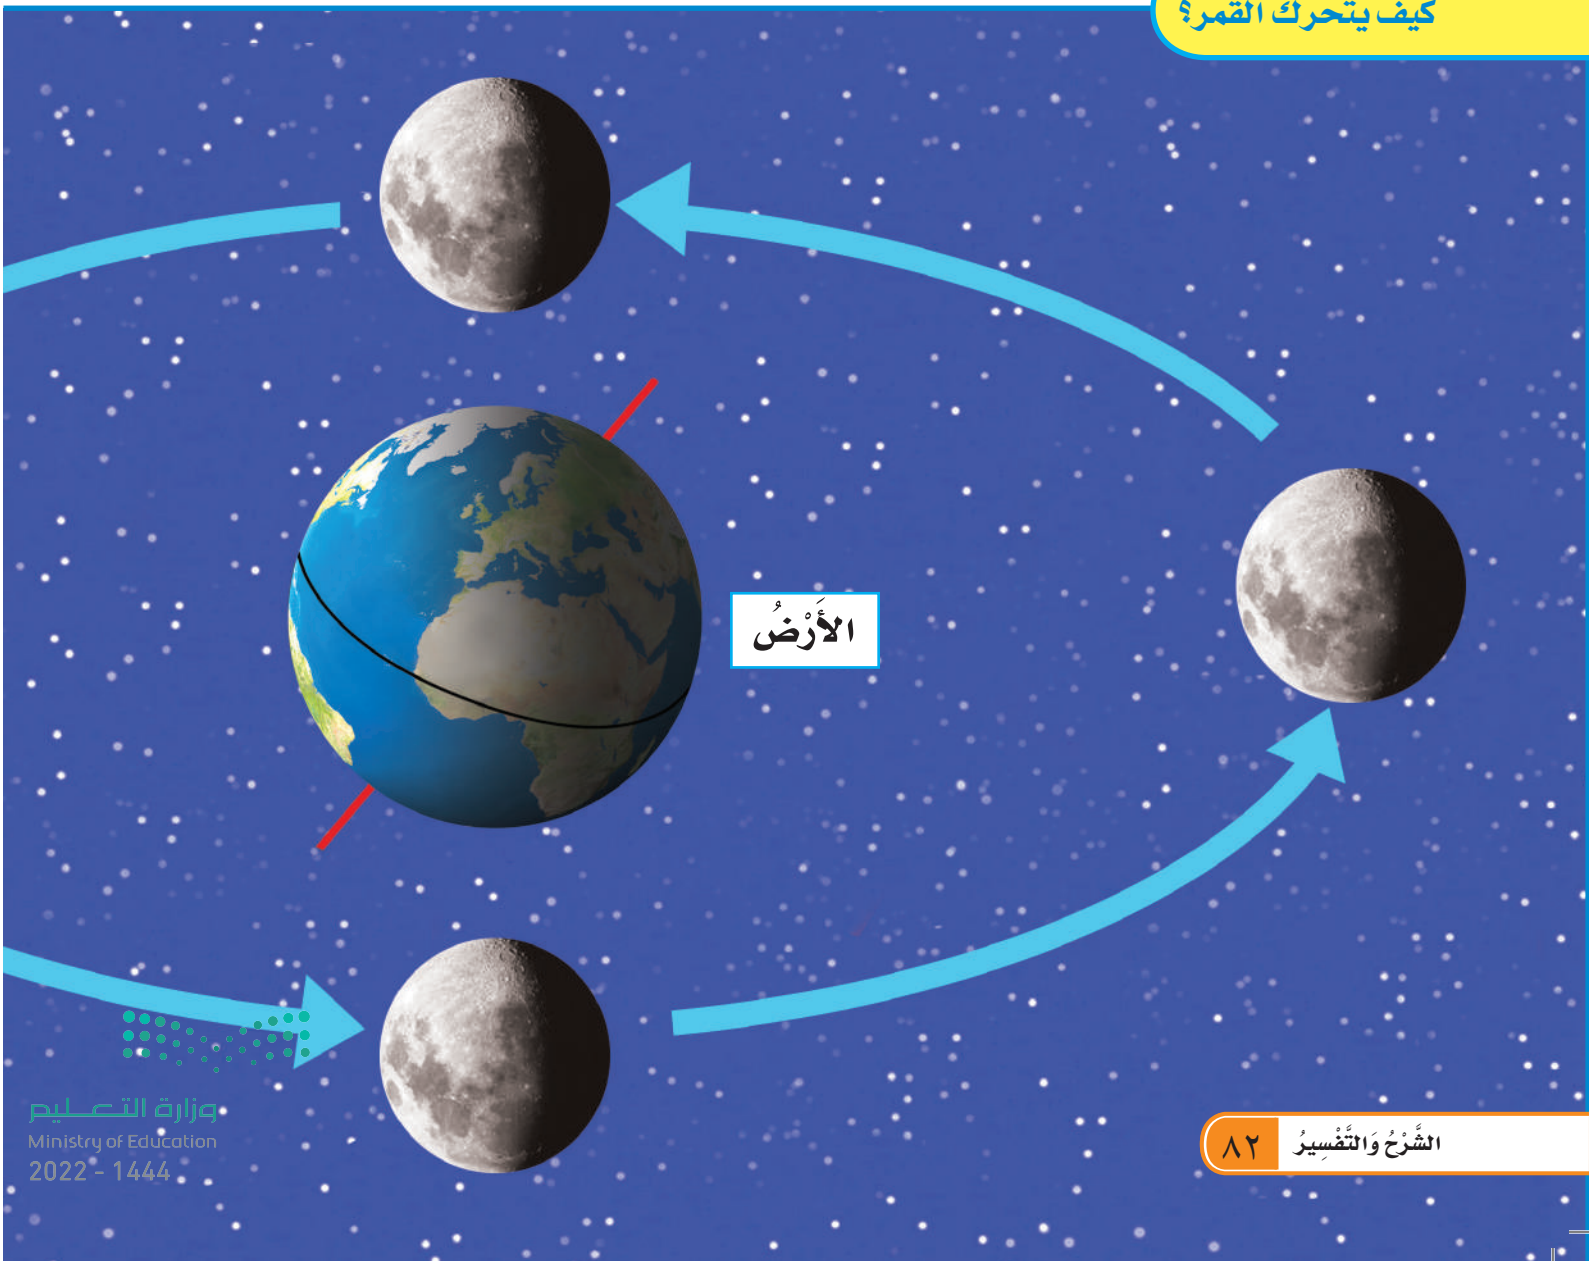 كيف يتحرك القمر؟
الأَرْضُ
وزارة التعليم
Ministry of Education
2022 - 1444
الشَّرْحُ وَالتَّفْسِيرُ ٨٢